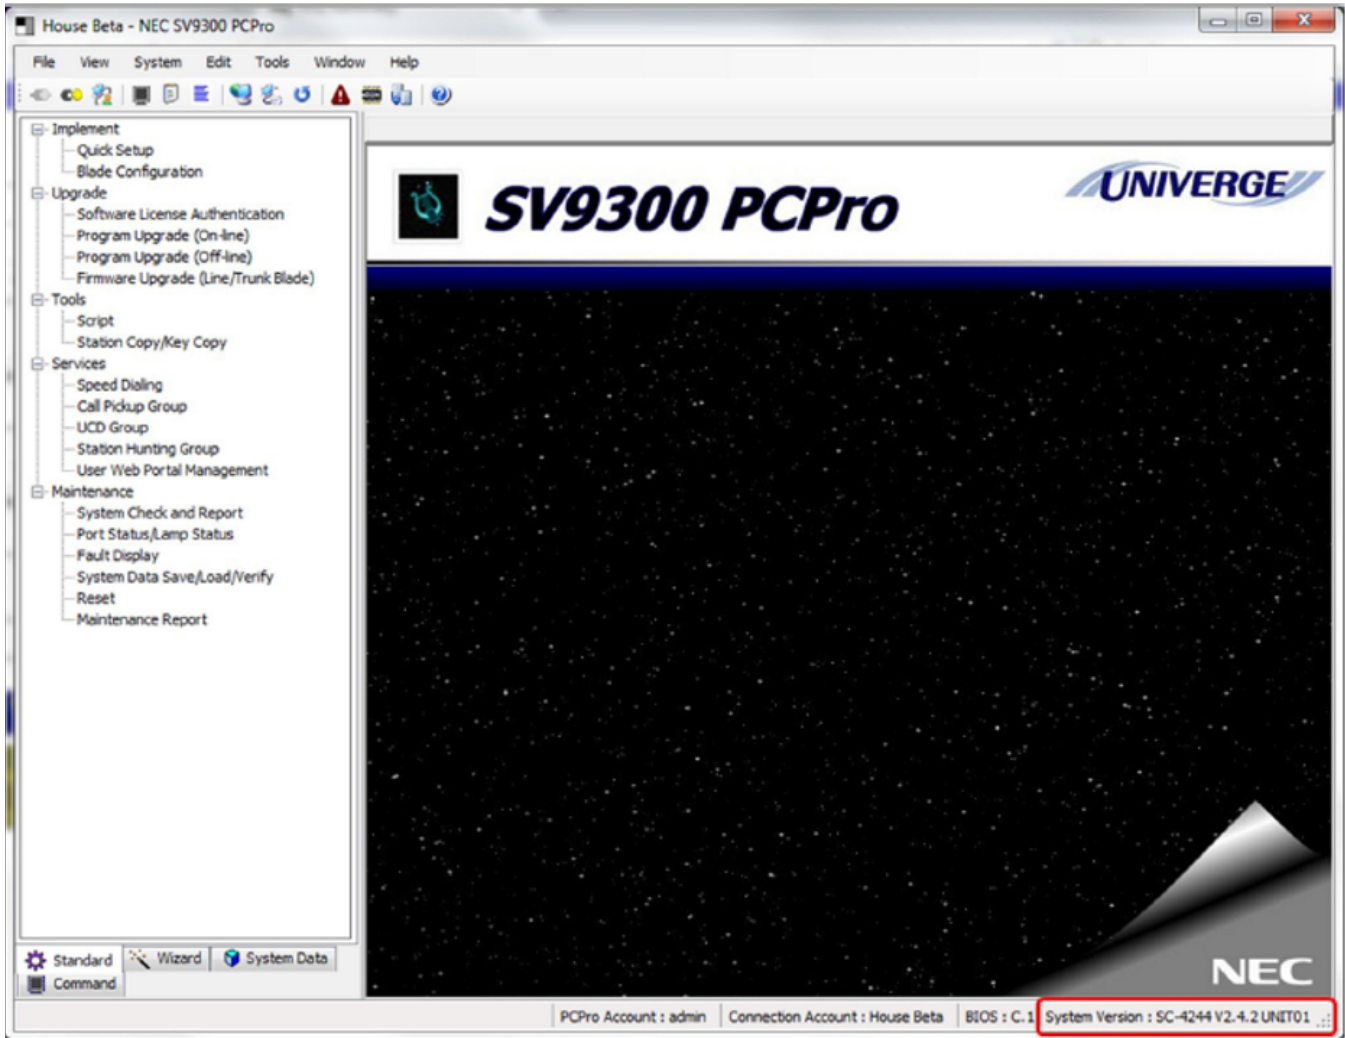 House Beta - NEC SV9300 PCPro
File View System Edit Tools Window Help
Implement
Quick Setup
Blade Configuration
Upgrade
Software License Authentication
Program Upgrade (On-line)
Program Upgrade (Off-line)
Firmware Upgrade (Line/Trunk Blade)
Tools
Script
Station Copy/Key Copy
Services
Speed Dialing
Call Pickup Group
UCD Group
Station Hunting Group
User Web Portal Management
Maintenance
System Check and Report
Port Status/Lamp Status
Fault Display
System Data Save/Load/Verify
Reset
Maintenance Report
Standard Wizard System Data
Command
SV9300 PCPro
UNIVERGE
NEC
PCPro Account : admin Connection Account : House Beta BIOS : C.1 System Version : SC-4244 V2.4.2 UNIT01